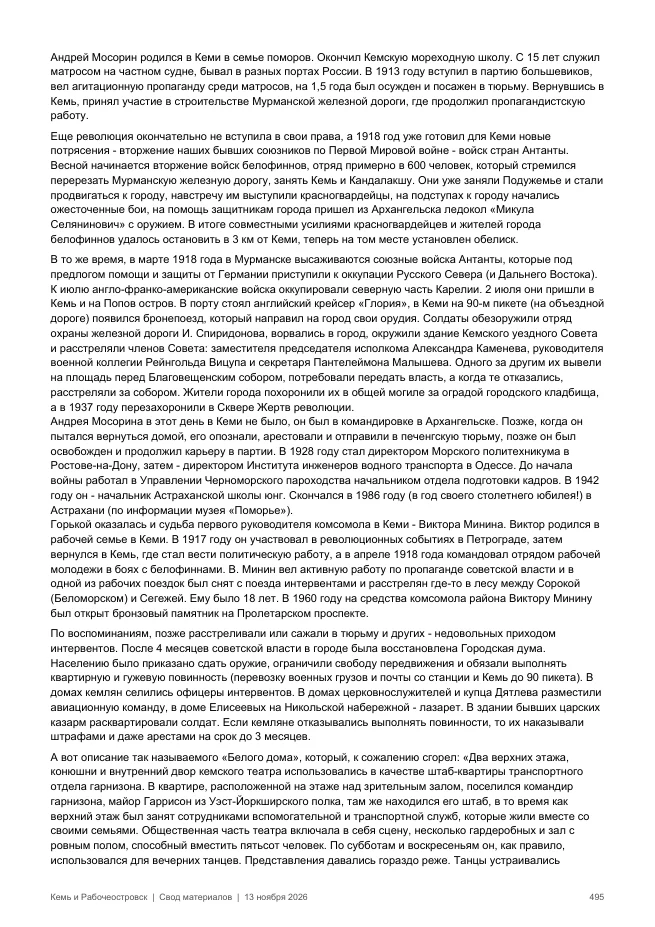 Андрей Мосорин родился в Кеми в семье поморов. Окончил Кемскую мореходную школу. С 15 лет служил
матросом на частном судне, бывал в разных портах России. В 1913 году вступил в партию большевиков,
вел агитационную пропаганду среди матросов, на 1,5 года был осужден и посажен в тюрьму. Вернувшись в
Кемь, принял участие в строительстве Мурманской железной дороги, где продолжил пропагандистскую
работу.
Еще революция окончательно не вступила в свои права, а 1918 год уже готовил для Кеми новые
потрясения - вторжение наших бывших союзников по Первой Мировой войне - войск стран Антанты.
Весной начинается вторжение войск белофиннов, отряд примерно в 600 человек, который стремился
перерезать Мурманскую железную дорогу, занять Кемь и Кандалакшу. Они уже заняли Подужемье и стали
продвигаться к городу, навстречу им выступили красногвардейцы, на подступах к городу начались
ожесточенные бои, на помощь защитникам города пришел из Архангельска ледокол «Микула
Селянинович» с оружием. В итоге совместными усилиями красногвардейцев и жителей города
белофиннов удалось остановить в 3 км от Кеми, теперь на том месте установлен обелиск.
В то же время, в марте 1918 года в Мурманске высаживаются союзные войска Антанты, которые под
предлогом помощи и защиты от Германии приступили к оккупации Русского Севера (и Дальнего Востока).
К июлю англо-франко-американские войска оккупировали северную часть Карелии. 2 июля они пришли в
Кемь и на Попов остров. В порту стоял английский крейсер «Глория», в Кеми на 90-м пикете (на объездной
дороге) появился бронепоезд, который направил на город свои орудия. Солдаты обезоружили отряд
охраны железной дороги И. Спиридонова, ворвались в город, окружили здание Кемского уездного Совета
и расстреляли членов Совета: заместителя председателя исполкома Александра Каменева, руководителя
военной коллегии Рейнгольда Вицупа и секретаря Пантелеймона Малышева. Одного за другим их вывели
на площадь перед Благовещенским собором, потребовали передать власть, а когда те отказались,
расстреляли за собором. Жители города похоронили их в общей могиле за оградой городского кладбища,
а в 1937 году перезахоронили в Сквере Жертв революции.
Андрея Мосорина в этот день в Кеми не было, он был в командировке в Архангельске. Позже, когда он
пытался вернуться домой, его опознали, арестовали и отправили в печенгскую тюрьму, позже он был
освобожден и продолжил карьеру в партии. В 1928 году стал директором Морского политехникума в
Ростове-на-Дону, затем - директором Института инженеров водного транспорта в Одессе. До начала
войны работал в Управлении Черноморского пароходства начальником отдела подготовки кадров. В 1942
году он - начальник Астраханской школы юнг. Скончался в 1986 году (в год своего столетнего юбилея!) в
Астрахани (по информации музея «Поморье»).
Горькой оказалась и судьба первого руководителя комсомола в Кеми - Виктора Минина. Виктор родился в
рабочей семье в Кеми. В 1917 году он участвовал в революционных событиях в Петрограде, затем
вернулся в Кемь, где стал вести политическую работу, а в апреле 1918 года командовал отрядом рабочей
молодежи в боях с белофиннами. В. Минин вел активную работу по пропаганде советской власти и в
одной из рабочих поездок был снят с поезда интервентами и расстрелян где-то в лесу между Сорокой
(Беломорском) и Сегежей. Ему было 18 лет. В 1960 году на средства комсомола района Виктору Минину
был открыт бронзовый памятник на Пролетарском проспекте.
По воспоминаниям, позже расстреливали или сажали в тюрьму и других - недовольных приходом
интервентов. После 4 месяцев советской власти в городе была восстановлена Городская дума.
Населению было приказано сдать оружие, ограничили свободу передвижения и обязали выполнять
квартирную и гужевую повинность (перевозку военных грузов и почты со станции и Кемь до 90 пикета). В
домах кемлян селились офицеры интервентов. В домах церковнослужителей и купца Дятлева разместили
авиационную команду, в доме Елисеевых на Никольской набережной - лазарет. В здании бывших царских
казарм расквартировали солдат. Если кемляне отказывались выполнять повинности, то их наказывали
штрафами и даже арестами на срок до 3 месяцев.
А вот описание так называемого «Белого дома», который, к сожалению сгорел: «Два верхних этажа,
конюшни и внутренний двор кемского театра использовались в качестве штаб-квартиры транспортного
отдела гарнизона. В квартире, расположенной на этаже над зрительным залом, поселился командир
гарнизона, майор Гаррисон из Уэст-Йоркширского полка, там же находился его штаб, в то время как
верхний этаж был занят сотрудниками вспомогательной и транспортной служб, которые жили вместе со
своими семьями. Общественная часть театра включала в себя сцену, несколько гардеробных и зал с
ровным полом, способный вместить пятьсот человек. По субботам и воскресеньям он, как правило,
использовался для вечерних танцев. Представления давались гораздо реже. Танцы устраивались
Кемь и Рабочеостровск | Свод материалов | 13 ноября 2026
495